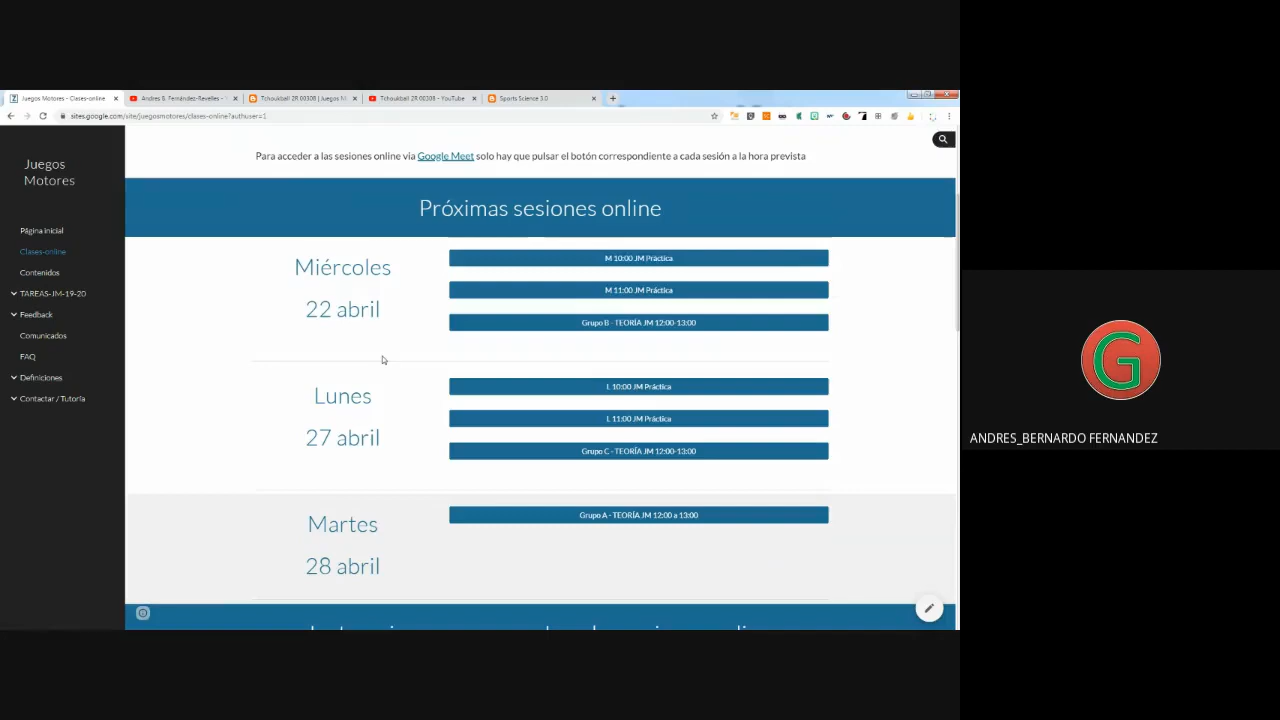 Juegos Motores - Clases-online
Andres B. Fernández-Revelles -
Tchoukball 2R 00308 | Juegos M
Tchoukball 2R 00308 - YouTube
Sports Science 3.0
sites.google.com/site/juegosmotores/clases-online?authuser=1
Juegos
Motores
Página inicial
Clases-online
Contenidos
TAREAS-JM-19-20
Feedback
Comunicados
FAQ
Definiciones
Contactar / Tutoría
Para acceder a las sesiones online via Google Meet solo hay que pulsar el botón correspondiente a cada sesión a la hora prevista
Próximas sesiones online
Miércoles
22 abril
M 10:00 JM Práctica
M 11:00 JM Práctica
Grupo B - TEORÍA JM 12:00-13:00
Lunes
27 abril
L 10:00 JM Práctica
L 11:00 JM Práctica
Grupo C - TEORÍA JM 12:00-13:00
Martes
28 abril
Grupo A - TEORÍA JM 12:00 a 13:00
G
ANDRES_BERNARDO FERNANDEZ